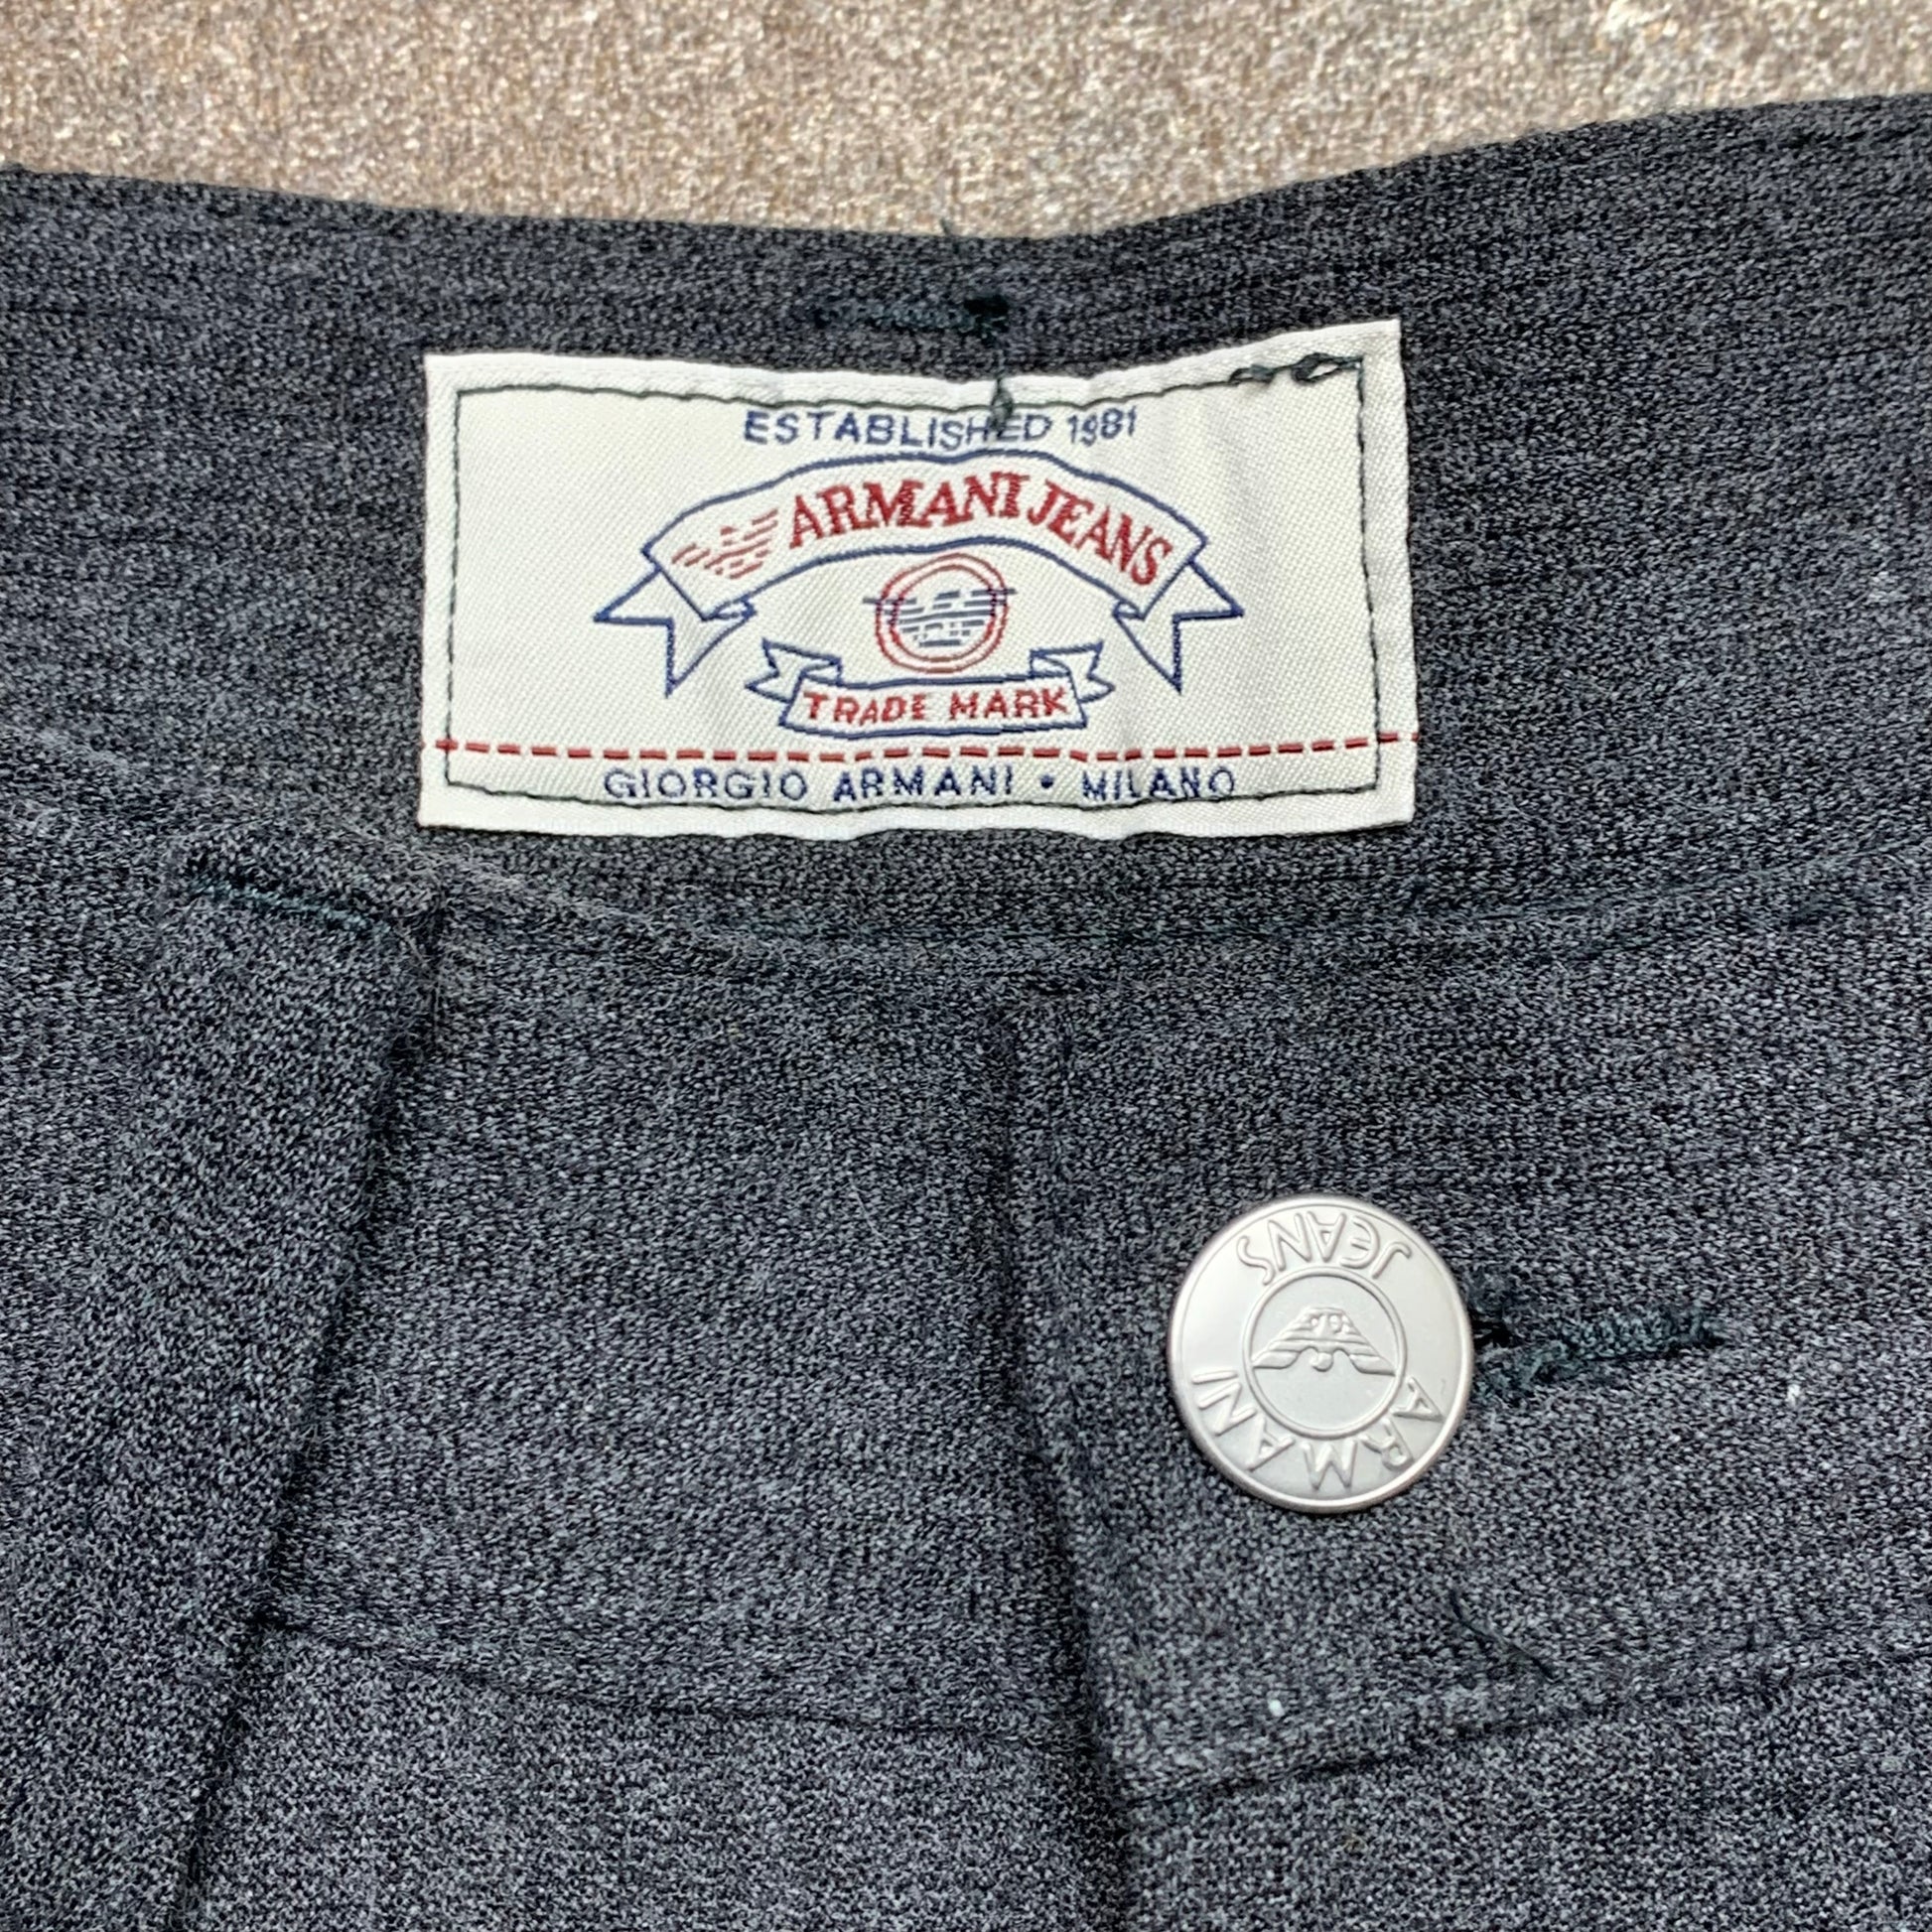 ESTABLISHED 1981
ARMANI JEANS
TRADE MARK
GIORGIO ARMANI • MILANO
ARMANI
JEANS